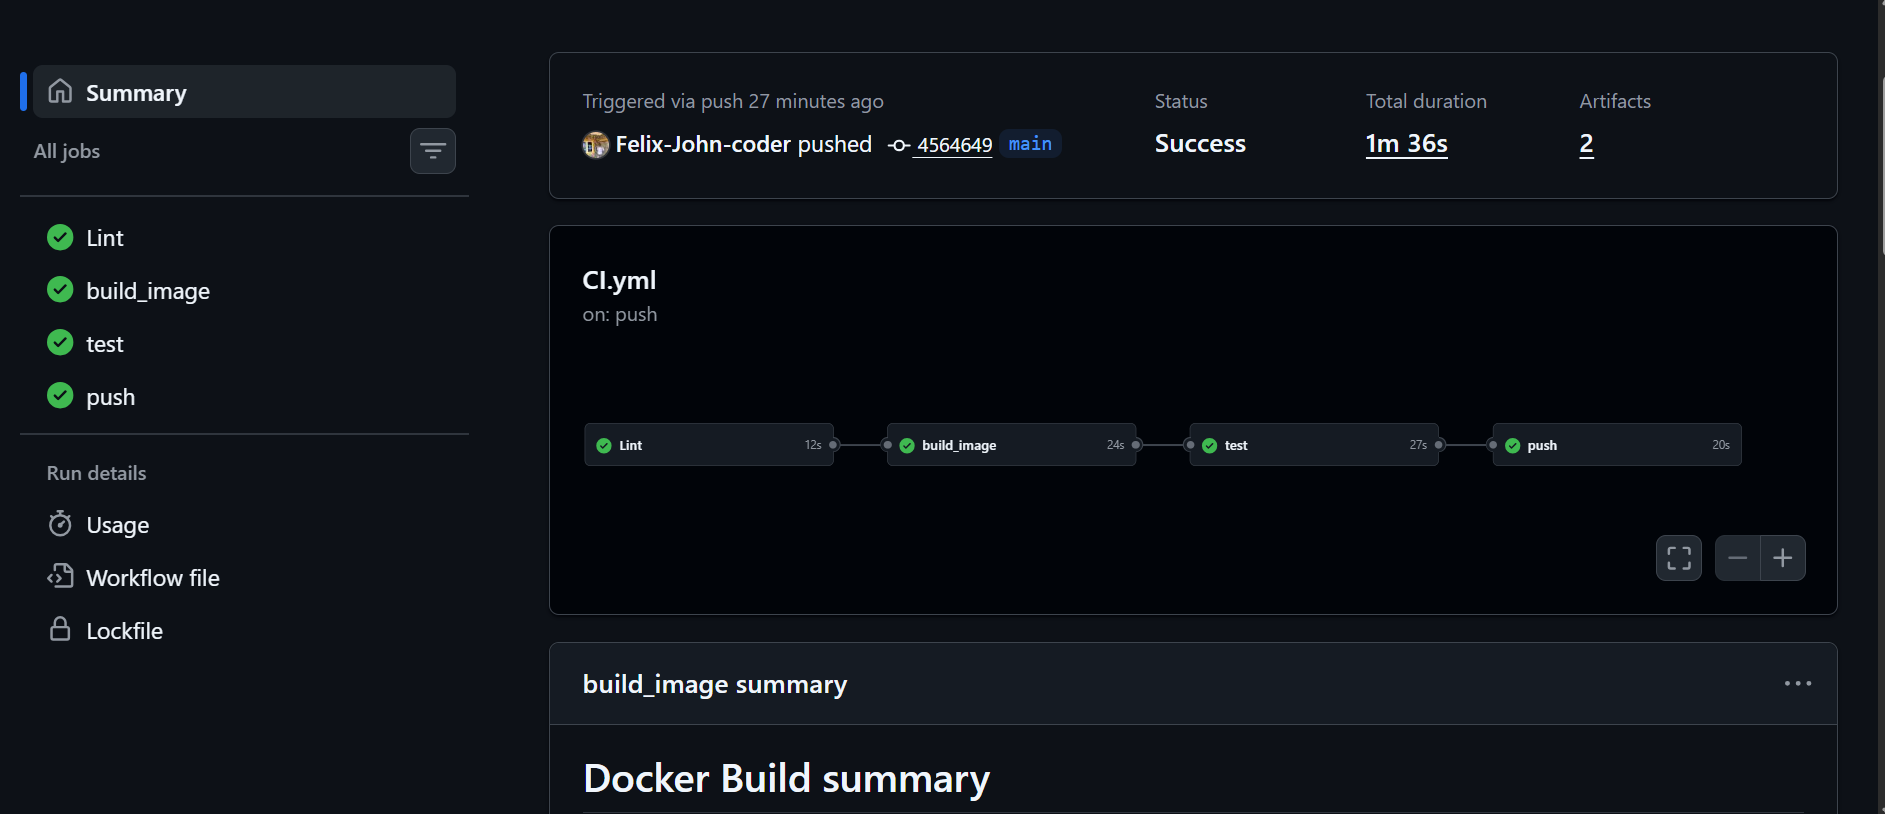 Summary
All jobs
Lint
build_image
test
push
Run details
Usage
Workflow file
Lockfile
Triggered via push 27 minutes ago
Felix-John-coder pushed 4564649 main
Status
Success
Total duration
1m 36s
Artifacts
2
CI.yml
on: push
Lint 12s
build_image 24s
test 27s
push 20s
build_image summary
Docker Build summary